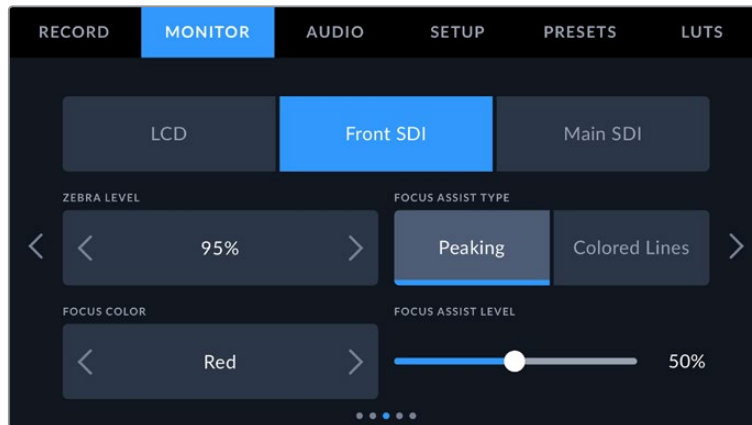 RECORD MONITOR AUDIO SETUP PRESETS LUTS
LCD Front SDI Main SDI
ZEBRA LEVEL FOCUS ASSIST TYPE
95% Peaking Colored Lines
FOCUS COLOR FOCUS ASSIST LEVEL
Red 50%